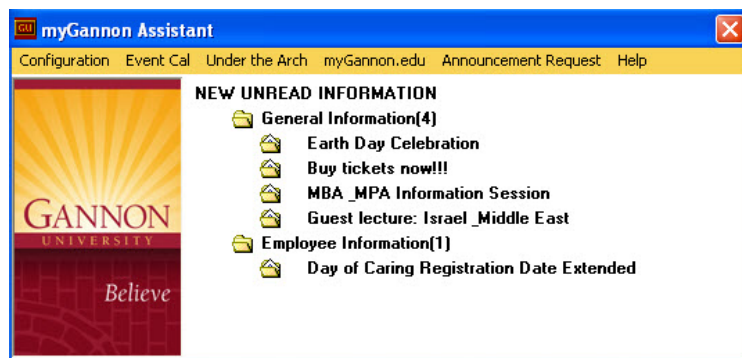 GU myGannon Assistant
Configuration Event Cal Under the Arch myGannon.edu Announcement Request Help
NEW UNREAD INFORMATION
General Information(4)
Earth Day Celebration
Buy tickets now!!!
MBA _MPA Information Session
Guest lecture: Israel _Middle East
Employee Information(1)
Day of Caring Registration Date Extended
GANNON
UNIVERSITY
Believe